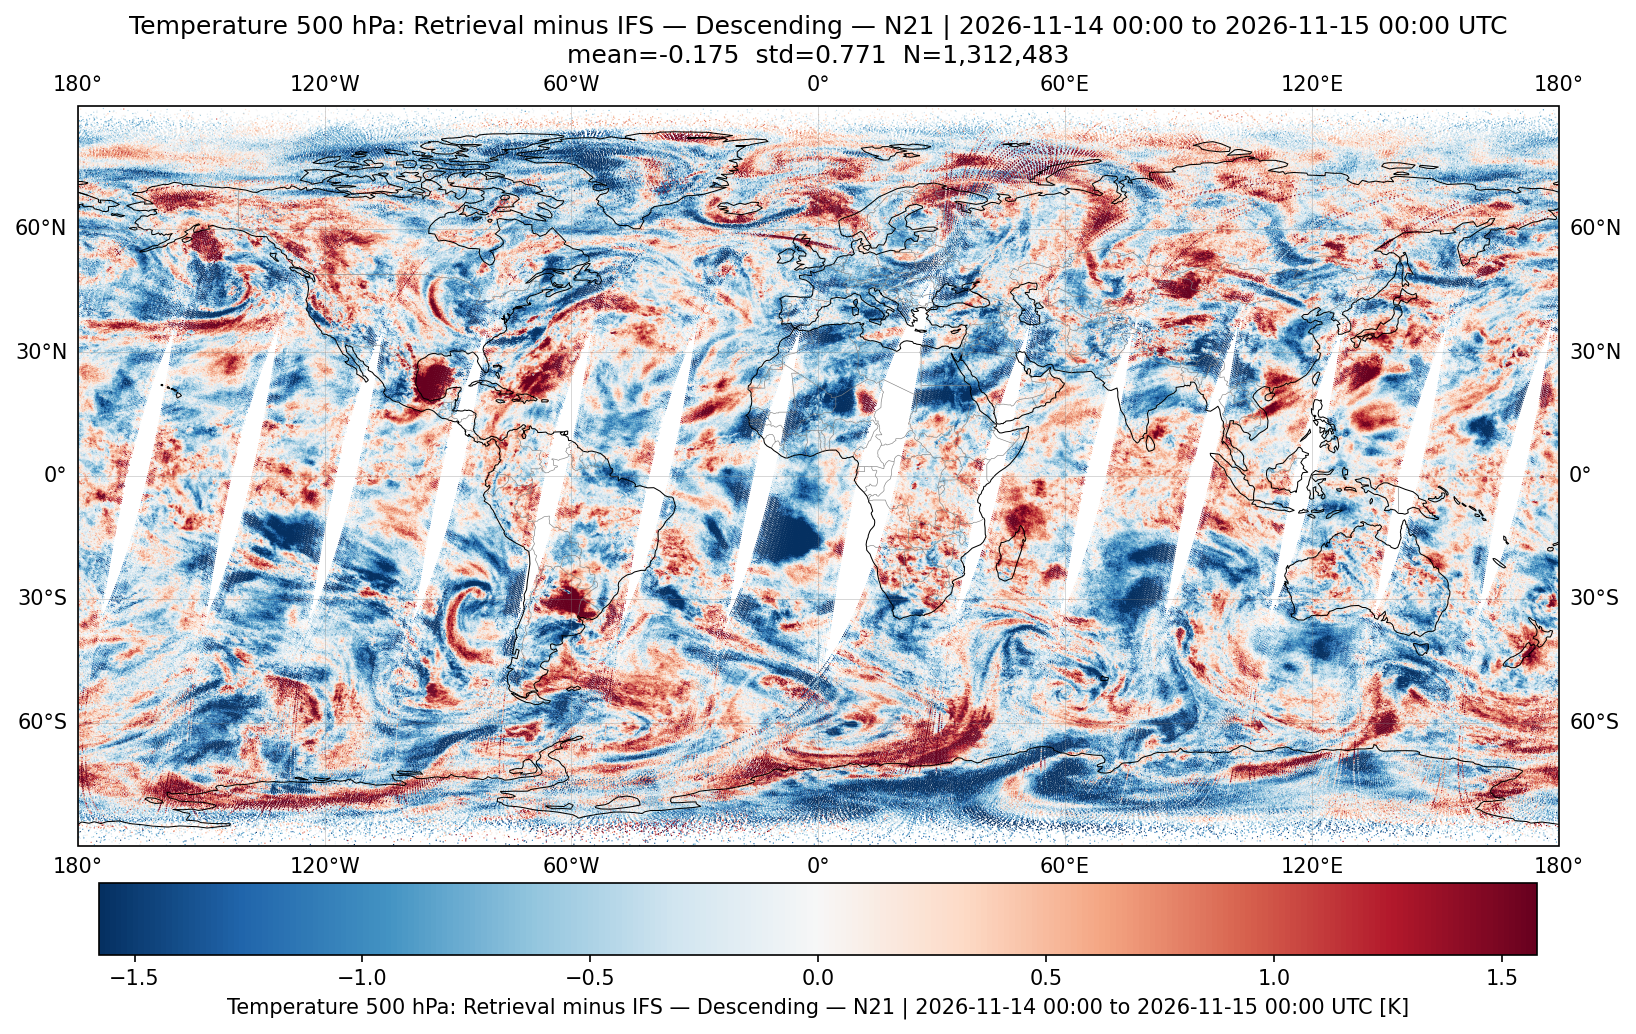 Temperature 500 hPa: Retrieval minus IFS — Descending — N21 | 2026-11-14 00:00 to 2026-11-15 00:00 UTC
mean=-0.175  std=0.771  N=1,312,483
180° 120°W 60°W 0° 60°E 120°E 180°
60°N 60°N
30°N 30°N
0° 0°
30°S 30°S
60°S 60°S
180° 120°W 60°W 0° 60°E 120°E 180°
−1.5 −1.0 −0.5 0.0 0.5 1.0 1.5
Temperature 500 hPa: Retrieval minus IFS — Descending — N21 | 2026-11-14 00:00 to 2026-11-15 00:00 UTC [K]